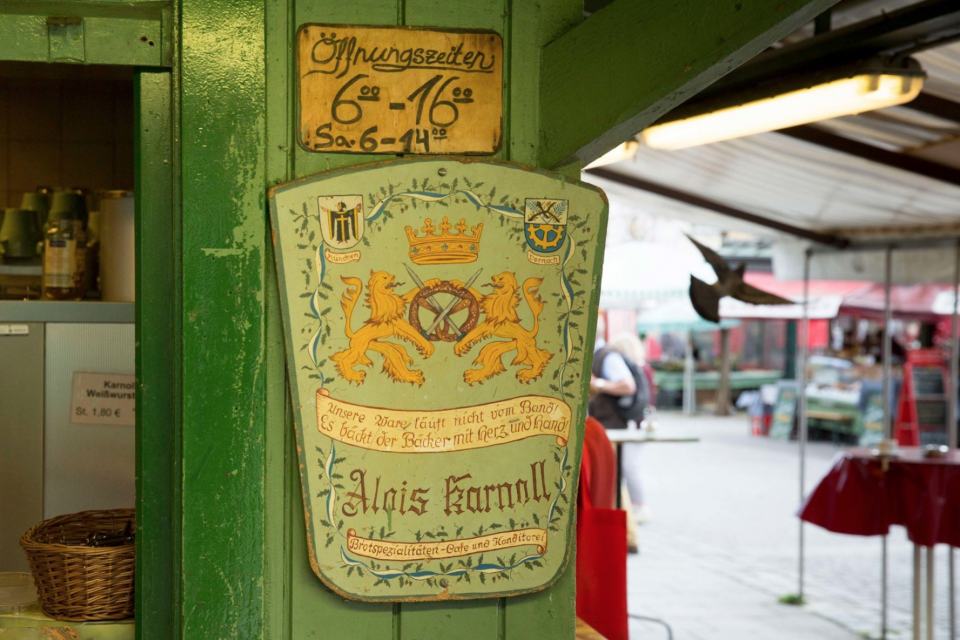 Öffnungszeiten
6⁰⁰-16⁰⁰
Sa. 6-14⁰⁰
München
Unsere Ware läuft nicht vom Band!
Es bäckt der Bäcker mit Herz und Hand!
Alois Karnoll
Brotspezialitäten-Cafe und Konditorei
Karnoll
Weißwurst
St. 1,80 €